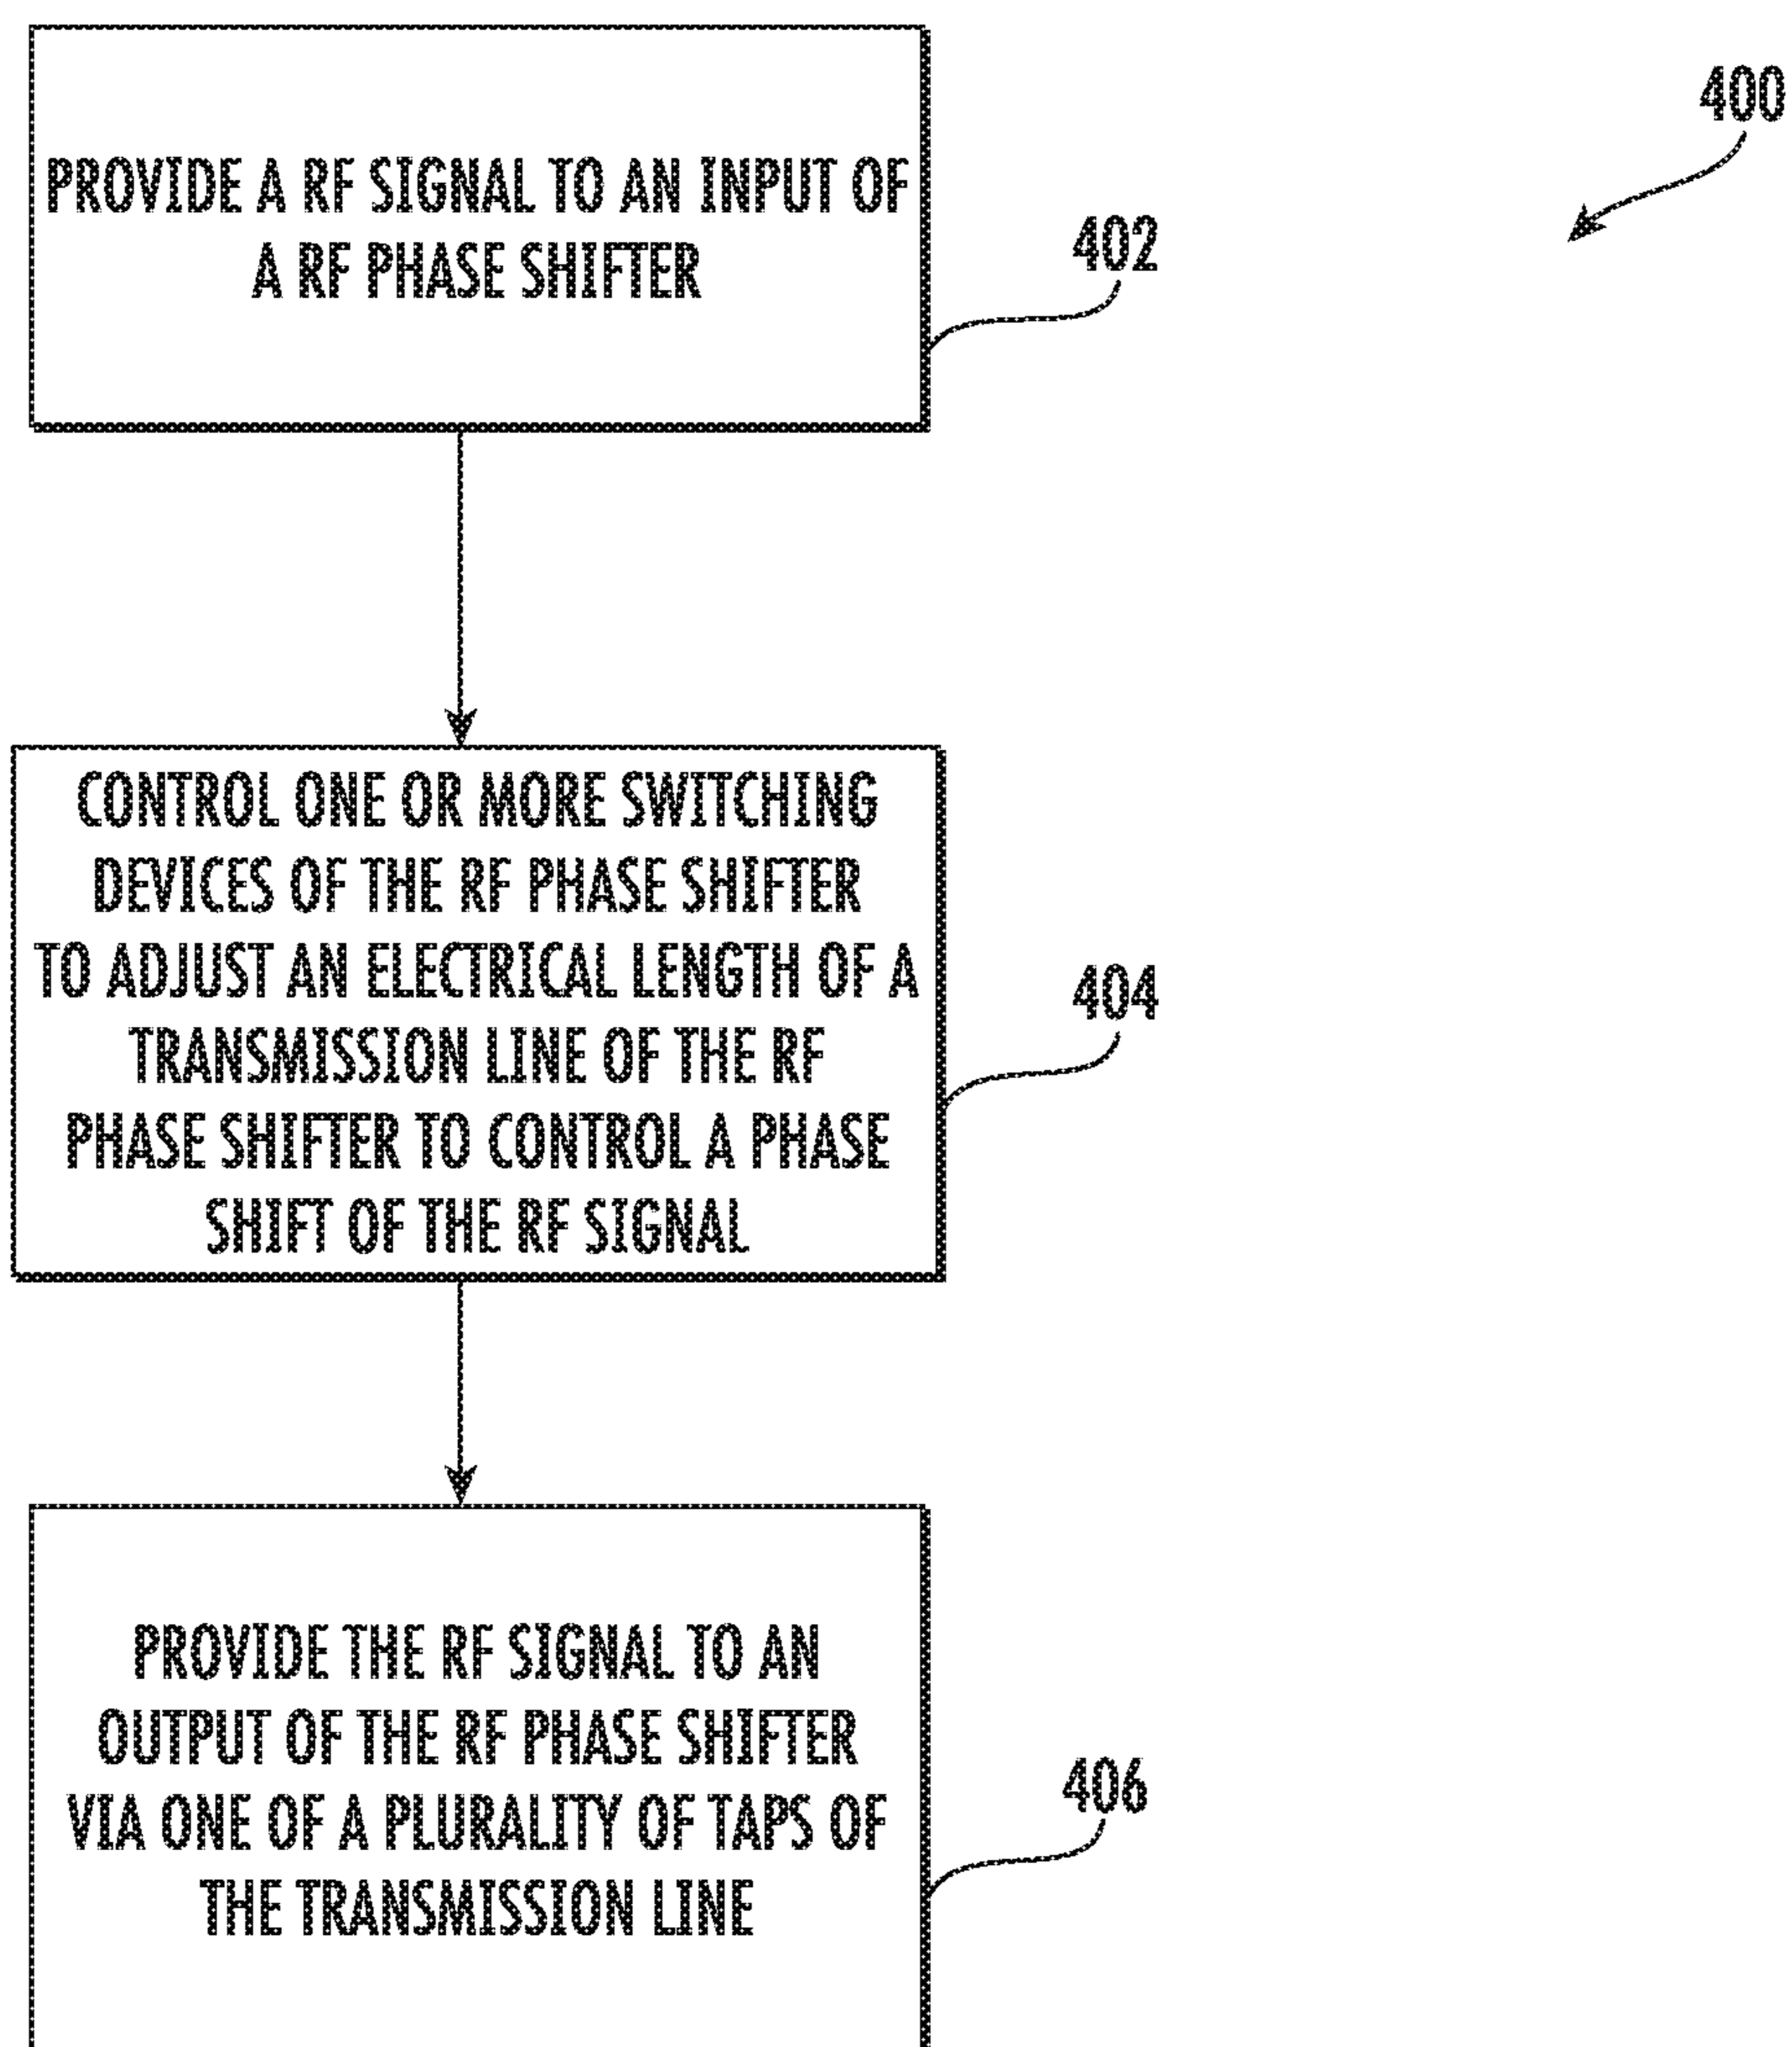 400
PROVIDE A RF SIGNAL TO AN INPUT OF
A RF PHASE SHIFTER
402
CONTROL ONE OR MORE SWITCHING
DEVICES OF THE RF PHASE SHIFTER
TO ADJUST AN ELECTRICAL LENGTH OF A
TRANSMISSION LINE OF THE RF
PHASE SHIFTER TO CONTROL A PHASE
SHIFT OF THE RF SIGNAL
404
PROVIDE THE RF SIGNAL TO AN
OUTPUT OF THE RF PHASE SHIFTER
VIA ONE OF A PLURALITY OF TAPS OF
THE TRANSMISSION LINE
406